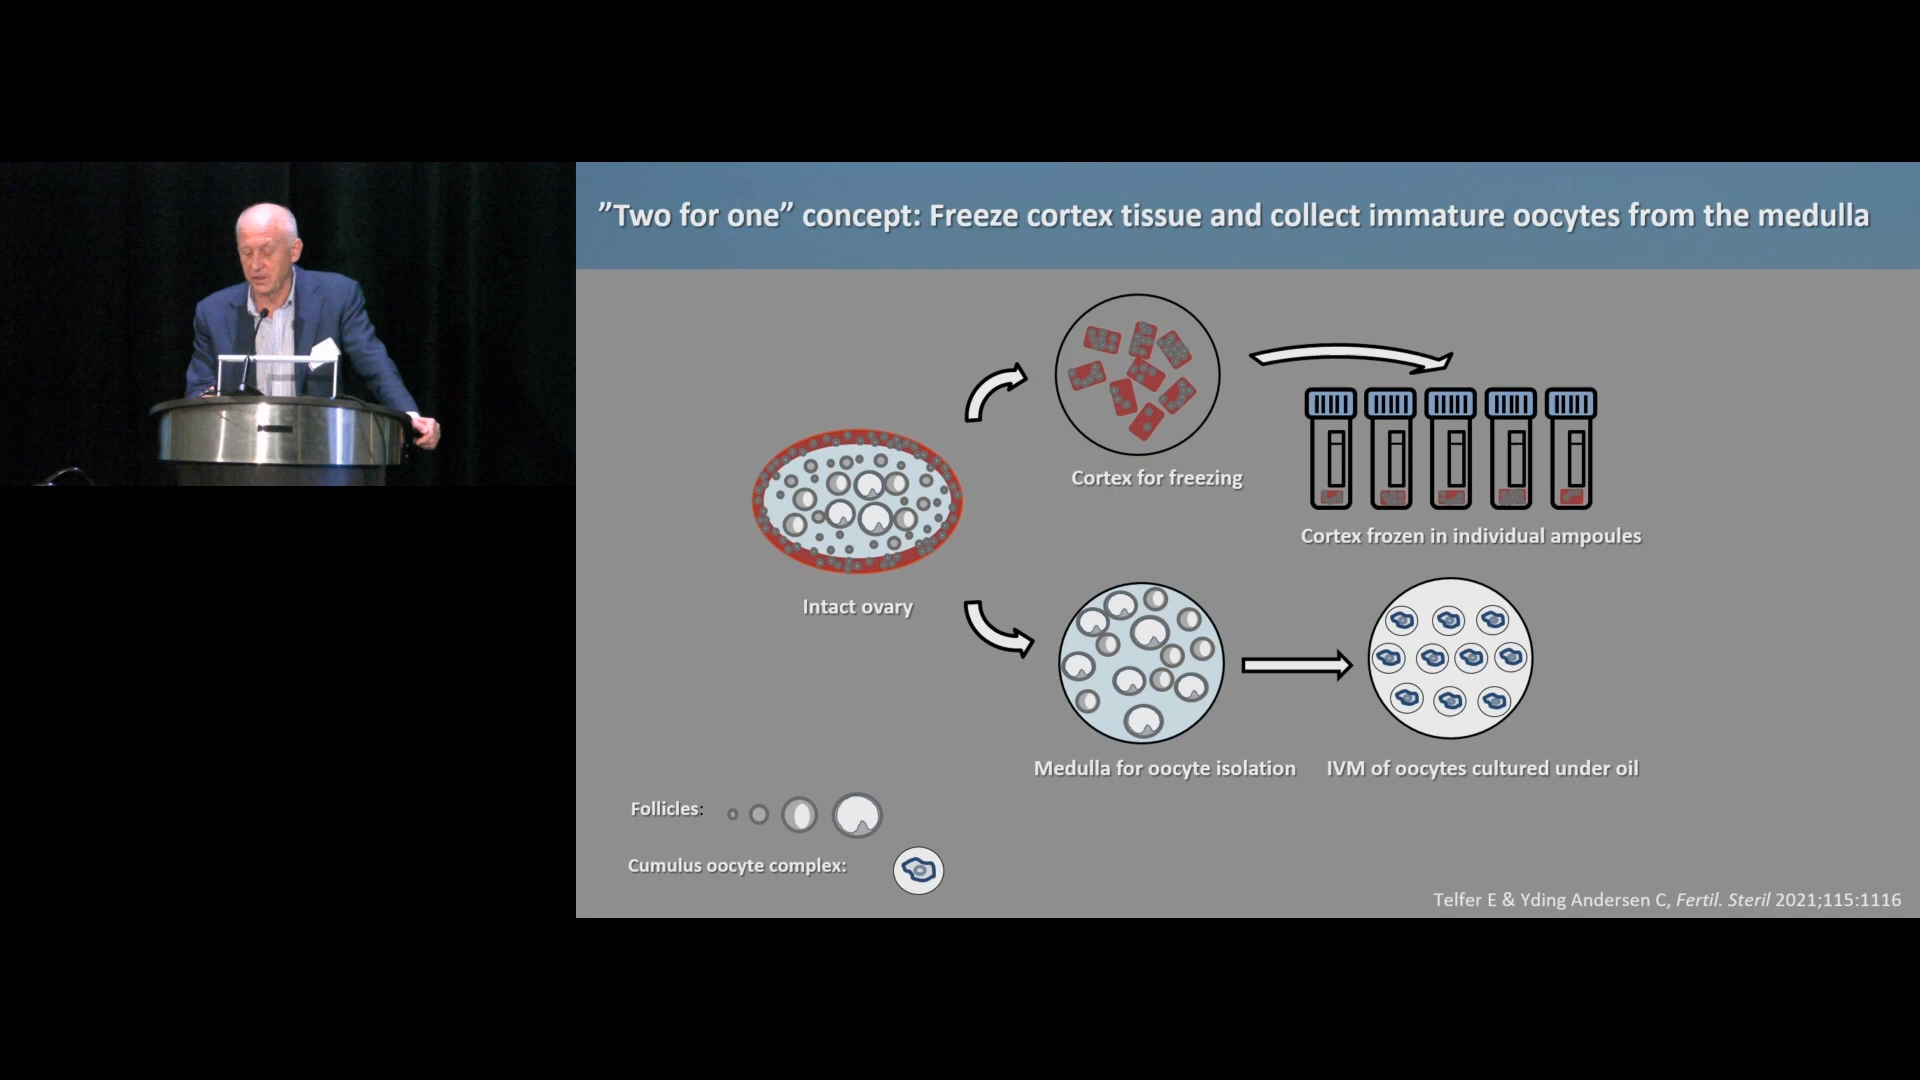 ”Two for one” concept: Freeze cortex tissue and collect immature oocytes from the medulla
Cortex for freezing
Cortex frozen in individual ampoules
Intact ovary
Medulla for oocyte isolation
IVM of oocytes cultured under oil
Follicles:
Cumulus oocyte complex:
Telfer E & Yding Andersen C, Fertil. Steril 2021;115:1116